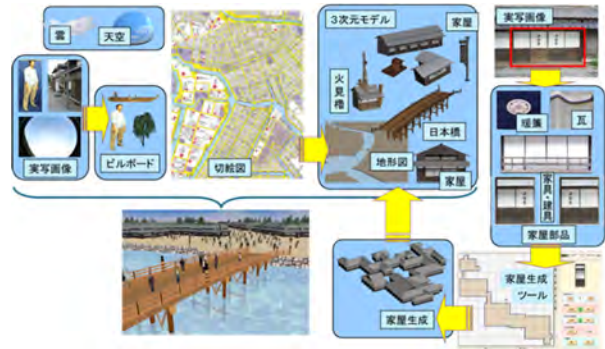 雲
天空
実写画像
ビルボード
切絵図
3次元モデル
家屋
火見櫓
日本橋
地形図
家屋
実写画像
暖簾
瓦
家具・建具
家屋部品
家屋生成
ツール
家屋生成